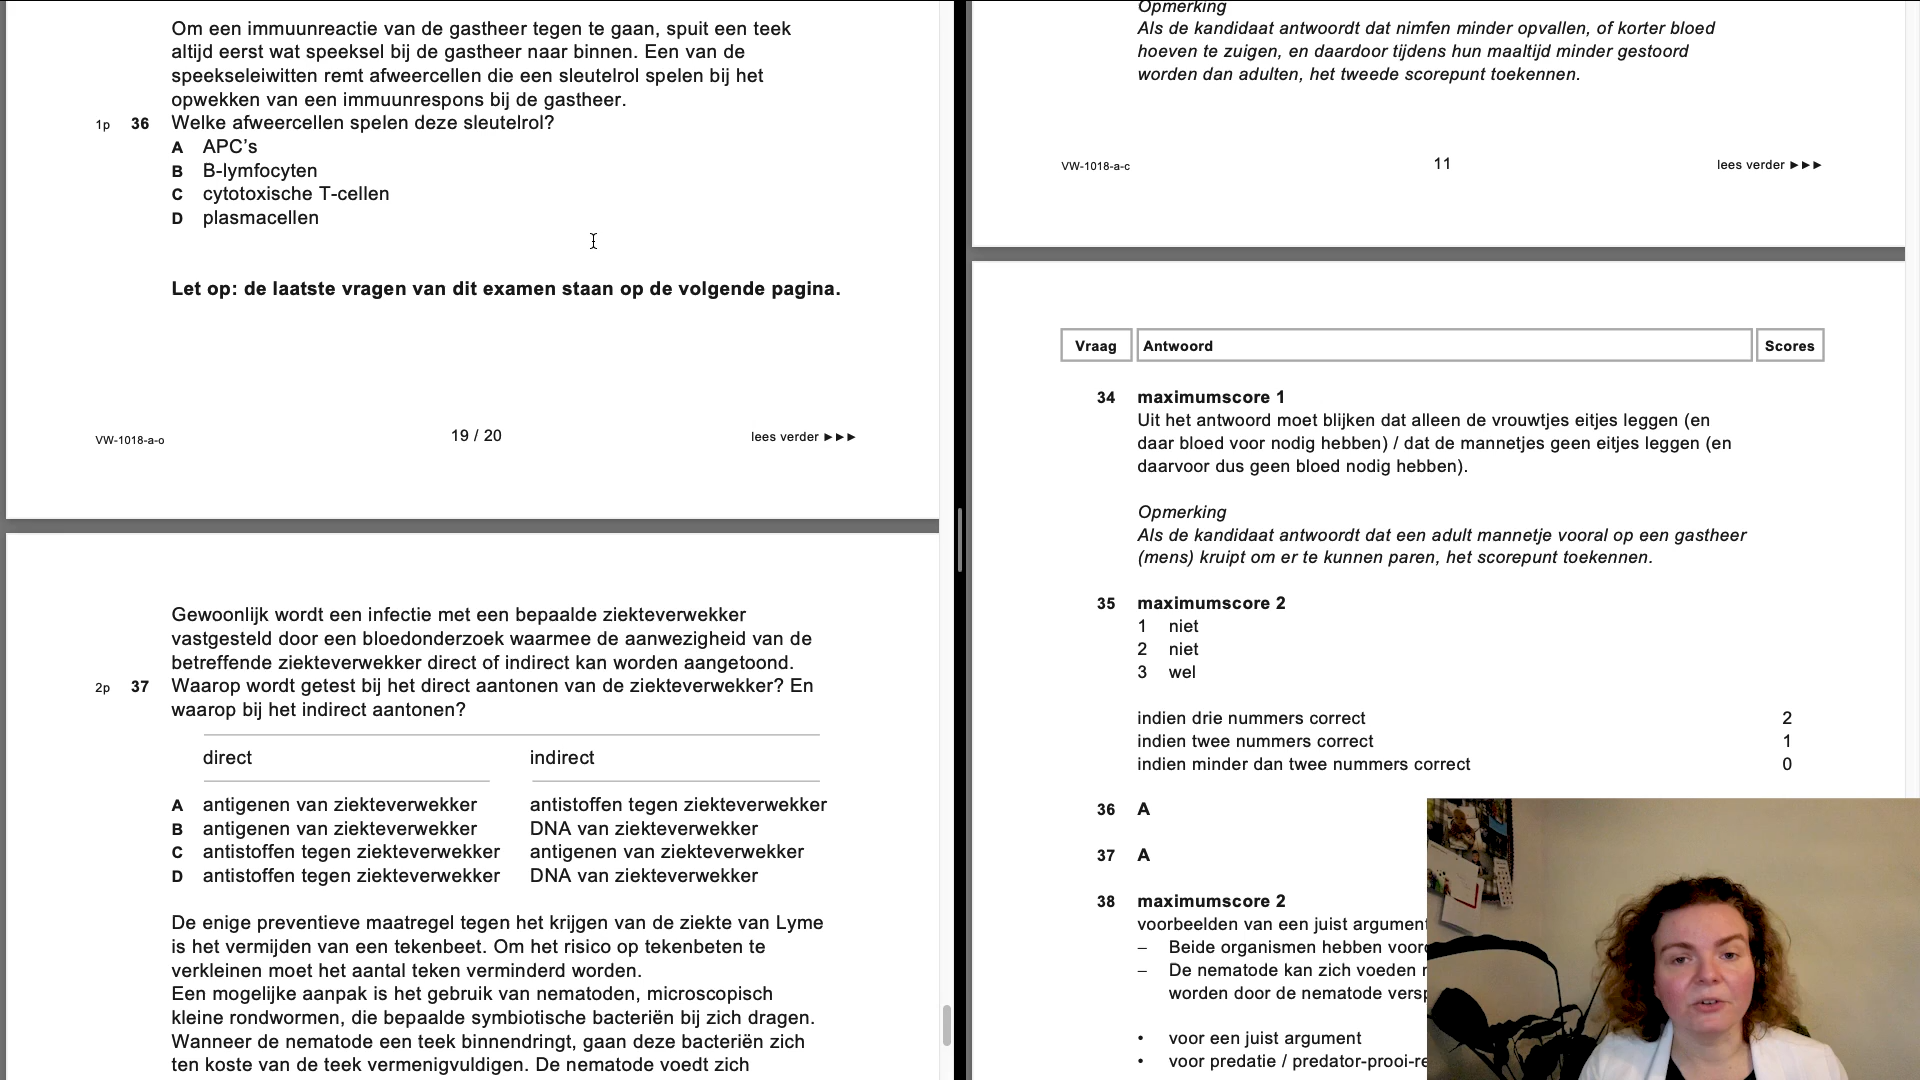 Om een immuunreactie van de gastheer tegen te gaan, spuit een teek
altijd eerst wat speeksel bij de gastheer naar binnen. Een van de
speekseleiwitten remt afweercellen die een sleutelrol spelen bij het
opwekken van een immuunrespons bij de gastheer.
1p 36 Welke afweercellen spelen deze sleutelrol?
A APC's
B B-lymfocyten
C cytotoxische T-cellen
D plasmacellen
Let op: de laatste vragen van dit examen staan op de volgende pagina.
VW-1018-a-o 19 / 20 lees verder ►►►
Gewoonlijk wordt een infectie met een bepaalde ziekteverwekker
vastgesteld door een bloedonderzoek waarmee de aanwezigheid van de
betreffende ziekteverwekker direct of indirect kan worden aangetoond.
2p 37 Waarop wordt getest bij het direct aantonen van de ziekteverwekker? En
waarop bij het indirect aantonen?
direct indirect
A antigenen van ziekteverwekker antistoffen tegen ziekteverwekker
B antigenen van ziekteverwekker DNA van ziekteverwekker
C antistoffen tegen ziekteverwekker antigenen van ziekteverwekker
D antistoffen tegen ziekteverwekker DNA van ziekteverwekker
De enige preventieve maatregel tegen het krijgen van de ziekte van Lyme
is het vermijden van een tekenbeet. Om het risico op tekenbeten te
verkleinen moet het aantal teken verminderd worden.
Een mogelijke aanpak is het gebruik van nematoden, microscopisch
kleine rondwormen, die bepaalde symbiotische bacteriën bij zich dragen.
Wanneer de nematode een teek binnendringt, gaan deze bacteriën zich
ten koste van de teek vermenigvuldigen. De nematode voedt zich
Opmerking
Als de kandidaat antwoordt dat nimfen minder opvallen, of korter bloed
hoeven te zuigen, en daardoor tijdens hun maaltijd minder gestoord
worden dan adulten, het tweede scorepunt toekennen.
VW-1018-a-c 11 lees verder ►►►
Vraag Antwoord Scores
34 maximumscore 1
Uit het antwoord moet blijken dat alleen de vrouwtjes eitjes leggen (en
daar bloed voor nodig hebben) / dat de mannetjes geen eitjes leggen (en
daarvoor dus geen bloed nodig hebben).
Opmerking
Als de kandidaat antwoordt dat een adult mannetje vooral op een gastheer
(mens) kruipt om er te kunnen paren, het scorepunt toekennen.
35 maximumscore 2
1 niet
2 niet
3 wel
indien drie nummers correct 2
indien twee nummers correct 1
indien minder dan twee nummers correct 0
36 A
37 A
38 maximumscore 2
voorbeelden van een juist argument
– Beide organismen hebben voor
– De nematode kan zich voeden
worden door de nematode versp
• voor een juist argument
• voor predatie / predator-prooi-re